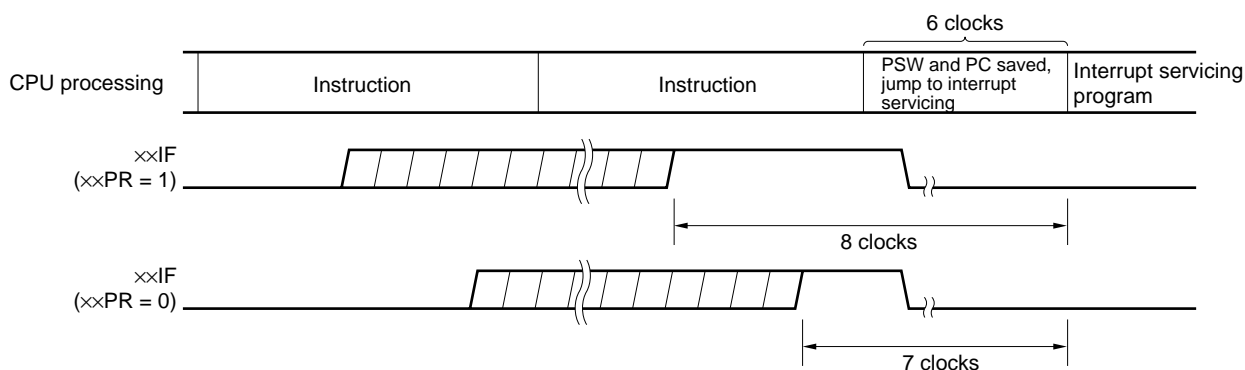 6 clocks
CPU processing
Instruction
Instruction
PSW and PC saved,
jump to interrupt
servicing
Interrupt servicing
program
××IF
(××PR = 1)
8 clocks
××IF
(××PR = 0)
7 clocks